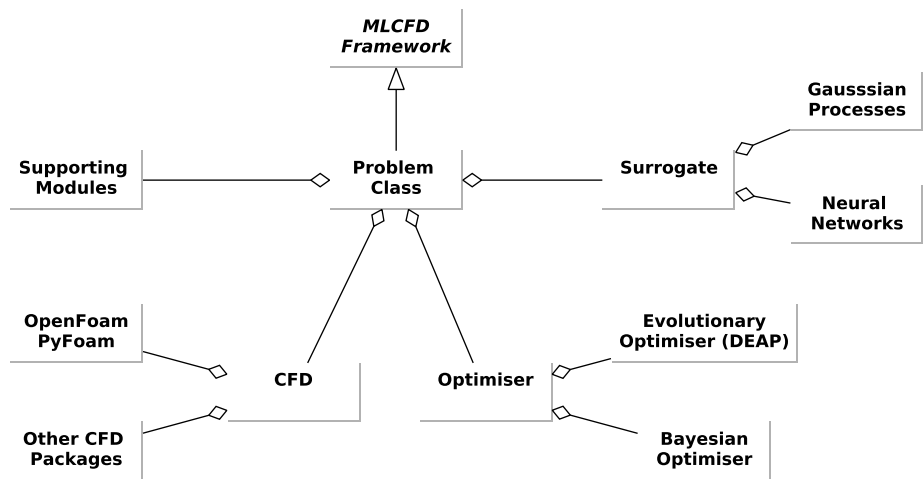 MLCFD
Framework
Gausssian
Processes
Supporting
Modules
Problem
Class
Surrogate
Neural
Networks
OpenFoam
PyFoam
Evolutionary
Optimiser (DEAP)
CFD
Optimiser
Other CFD
Packages
Bayesian
Optimiser